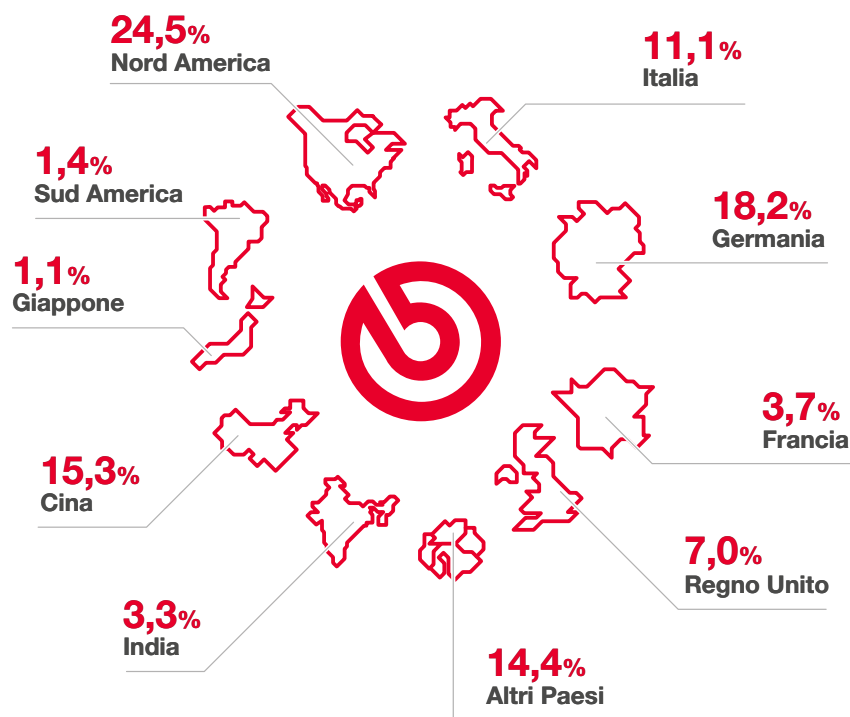 24,5%
Nord America
11,1%
Italia
1,4%
Sud America
18,2%
Germania
1,1%
Giappone
3,7%
Francia
15,3%
Cina
7,0%
Regno Unito
3,3%
India
14,4%
Altri Paesi